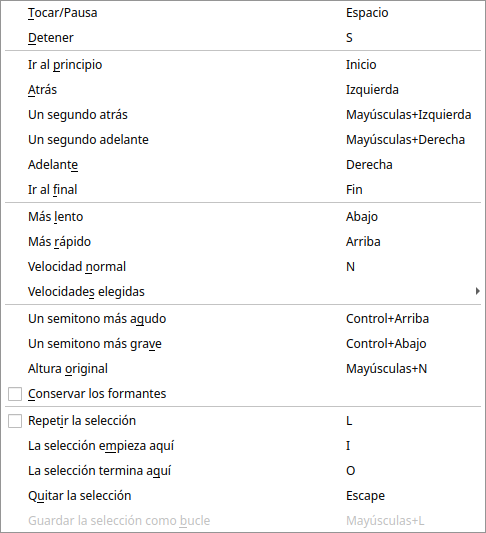 Tocar/Pausa Espacio
Detener S
Ir al principio Inicio
Atrás Izquierda
Un segundo atrás Mayúsculas+Izquierda
Un segundo adelante Mayúsculas+Derecha
Adelante Derecha
Ir al final Fin
Más lento Abajo
Más rápido Arriba
Velocidad normal N
Velocidades elegidas
Un semitono más agudo Control+Arriba
Un semitono más grave Control+Abajo
Altura original Mayúsculas+N
Conservar los formantes
Repetir la selección L
La selección empieza aquí I
La selección termina aquí O
Quitar la selección Escape
Guardar la selección como bucle Mayúsculas+L